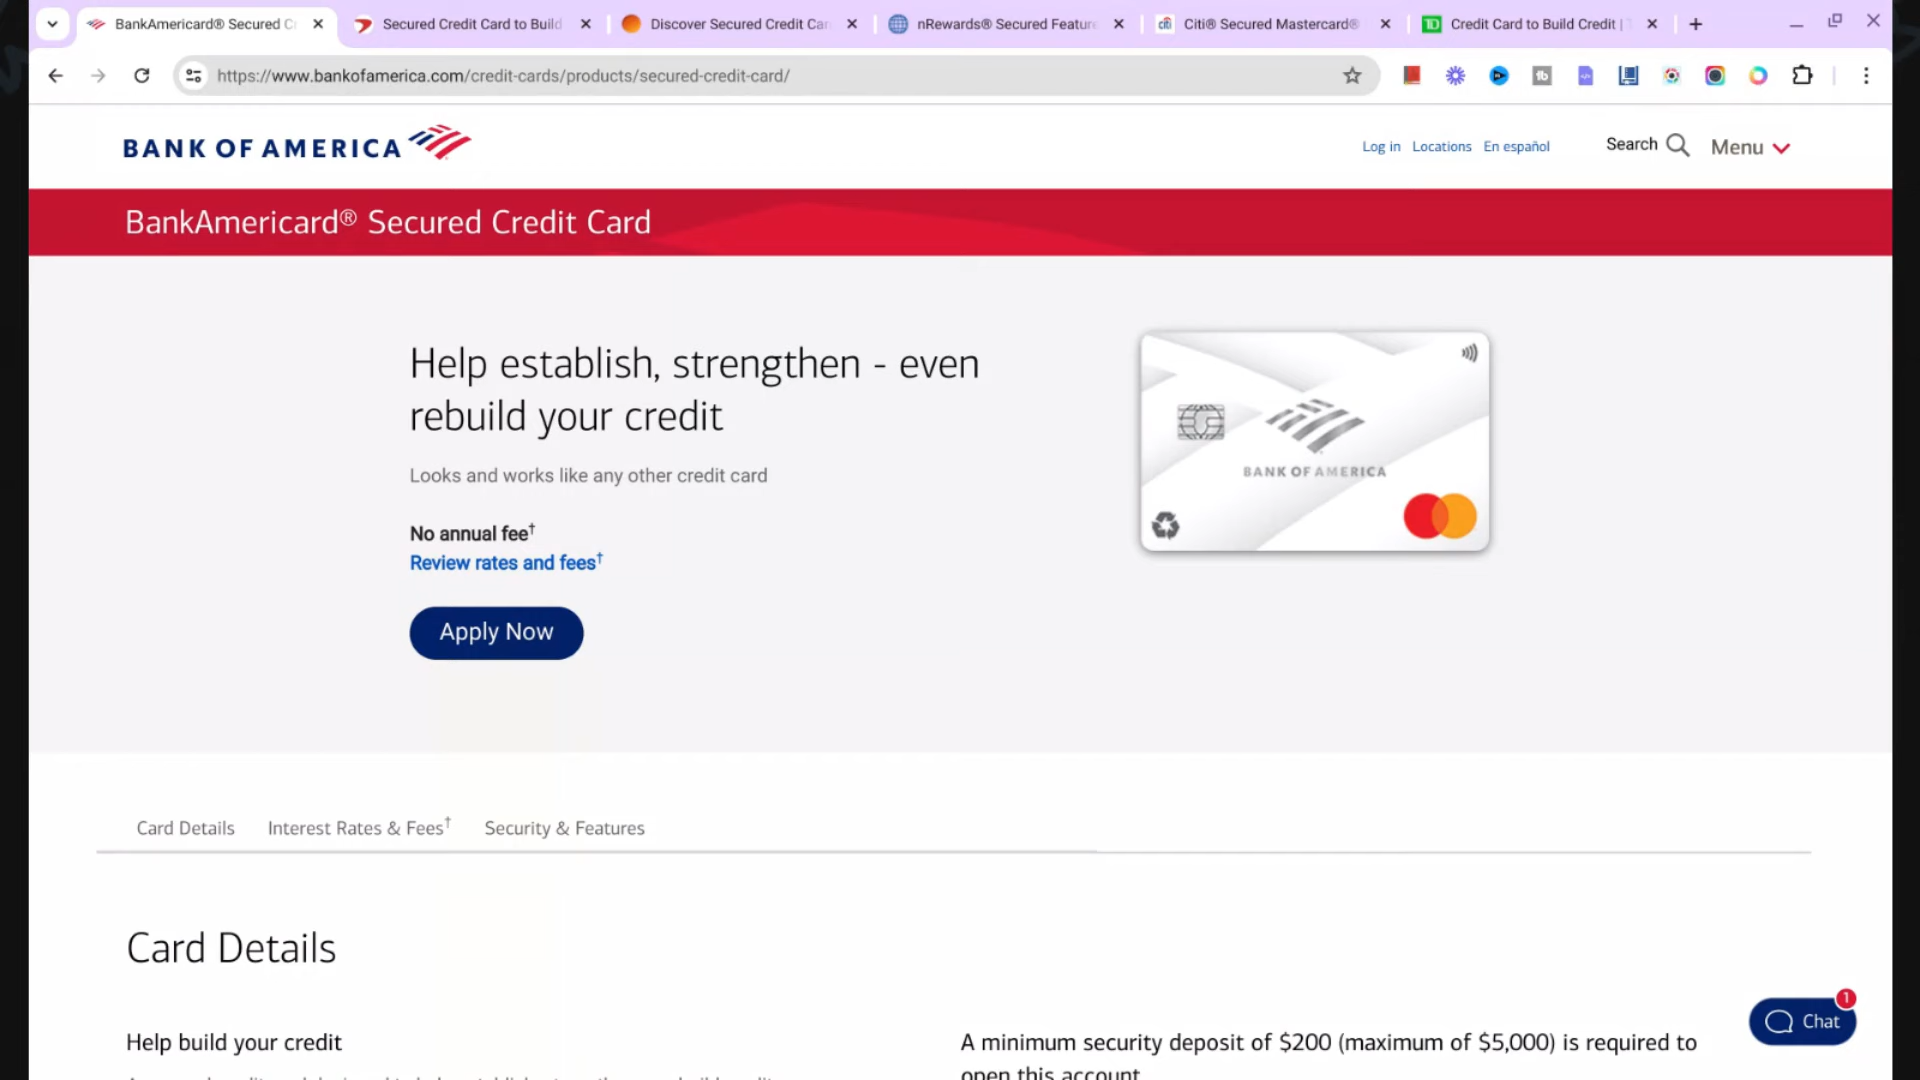 BankAmericard® Secured C
Secured Credit Card to Build
Discover Secured Credit Car
nRewards® Secured Feature
citi
Citi® Secured Mastercard®
TD
Credit Card to Build Credit |
https://www.bankofamerica.com/credit-cards/products/secured-credit-card/
tb
BANK OF AMERICA
Log in
Locations
En español
Search
Menu
BankAmericard® Secured Credit Card
Help establish, strengthen - even
rebuild your credit
Looks and works like any other credit card
No annual fee†
Review rates and fees†
Apply Now
BANK OF AMERICA
Card Details
Interest Rates & Fees†
Security & Features
Card Details
Help build your credit
A minimum security deposit of $200 (maximum of $5,000) is required to
open this account
1
Chat